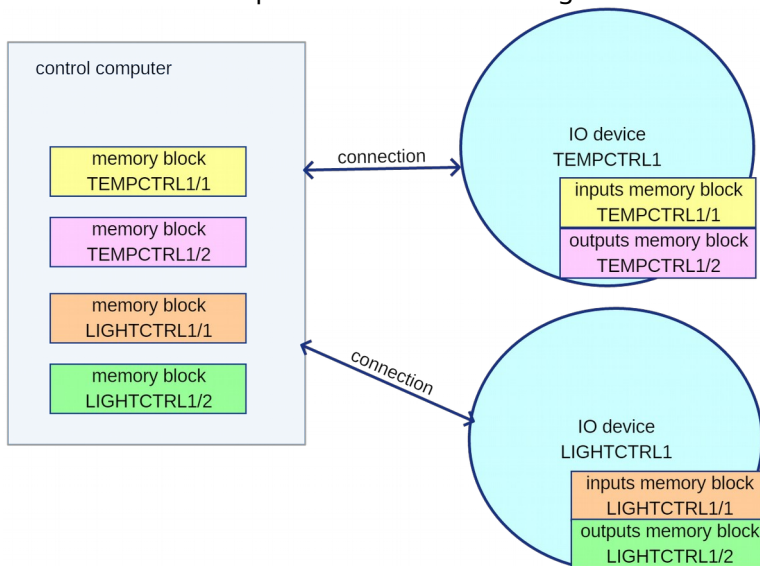 control computer
memory block
TEMPCTRL1/1
memory block
TEMPCTRL1/2
memory block
LIGHTCTRL1/1
memory block
LIGHTCTRL1/2
connection
connection
IO device
TEMPCTRL1
inputs memory block
TEMPCTRL1/1
outputs memory block
TEMPCTRL1/2
IO device
LIGHTCTRL1
inputs memory block
LIGHTCTRL1/1
outputs memory block
LIGHTCTRL1/2